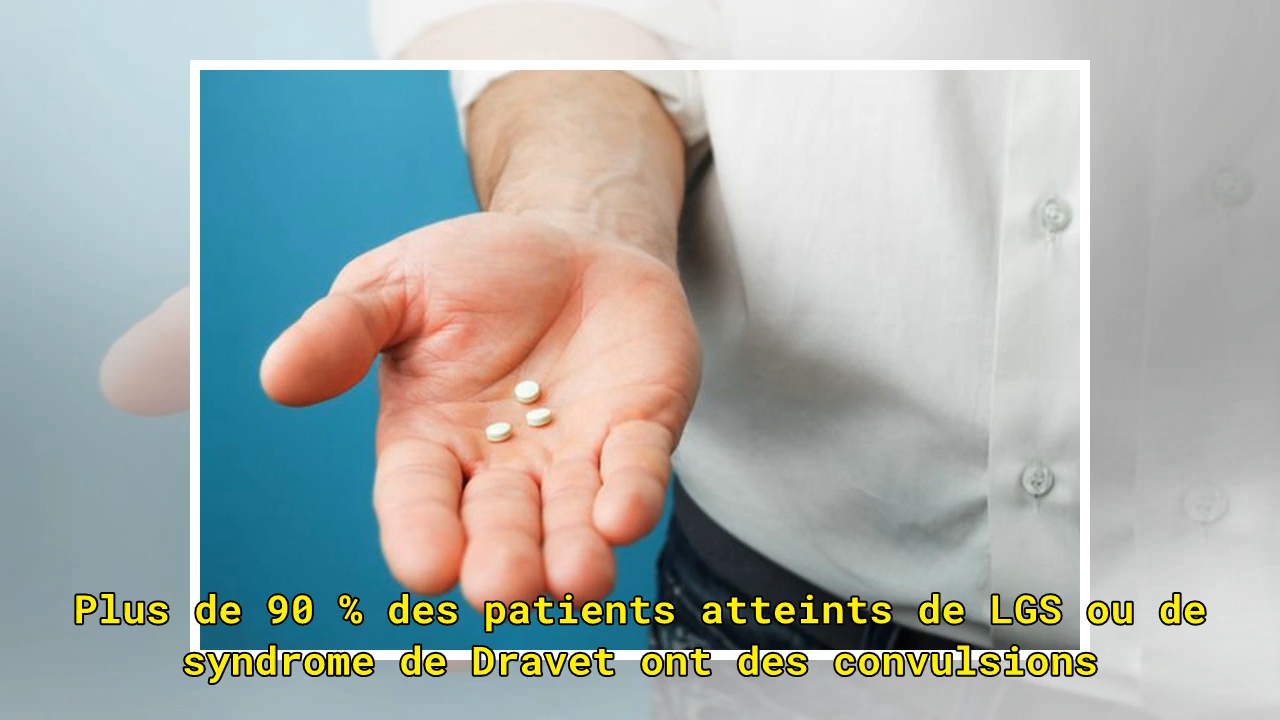 Plus de 90 % des patients atteints de LGS ou de
syndrome de Dravet ont des convulsions